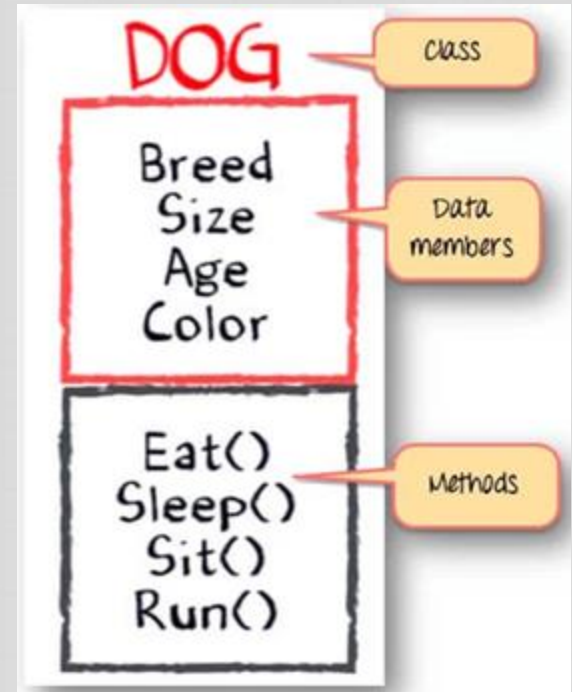 DOG
Class
Breed
Size
Age
Color
Data
members
Eat()
Sleep()
Sit()
Run()
Methods